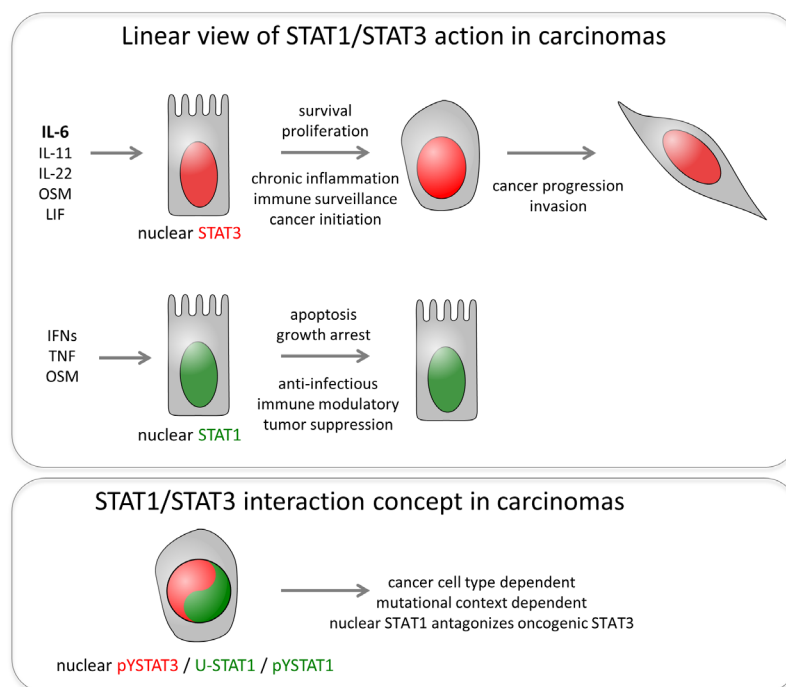 Linear view of STAT1/STAT3 action in carcinomas
IL-6
IL-11
IL-22
OSM
LIF
nuclear STAT3
survival
proliferation
chronic inflammation
immune surveillance
cancer initiation
cancer progression
invasion
IFNs
TNF
OSM
nuclear STAT1
apoptosis
growth arrest
anti-infectious
immune modulatory
tumor suppression
STAT1/STAT3 interaction concept in carcinomas
nuclear pYSTAT3 / U-STAT1 / pYSTAT1
cancer cell type dependent
mutational context dependent
nuclear STAT1 antagonizes oncogenic STAT3